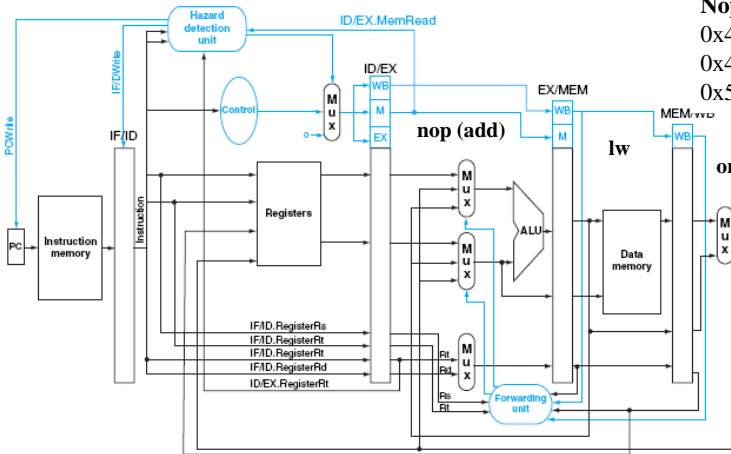 Nop
0x4
0x4
0x5
Hazard
detection
unit
ID/EX.MemRead
ID/EX
IF/DWrite
PCWrite
Control
M
u
x
0
WB
M
EX
EX/MEM
WB
M
MEM/WB
WB
nop (add)
lw
or
IF/ID
PC
Instruction
memory
Instruction
Registers
M
u
x
M
u
x
ALU
Data
memory
M
u
x
IF/ID.RegisterRs
IF/ID.RegisterRt
IF/ID.RegisterRt
IF/ID.RegisterRd
ID/EX.RegisterRt
Rt
Rd
M
u
x
Rs
Rt
Forwarding
unit